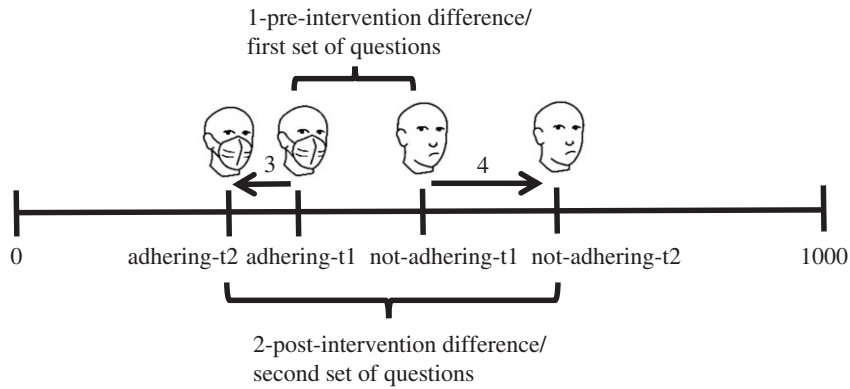 1-pre-intervention difference/
first set of questions
3
4
0
adhering-t2
adhering-t1
not-adhering-t1
not-adhering-t2
1000
2-post-intervention difference/
second set of questions